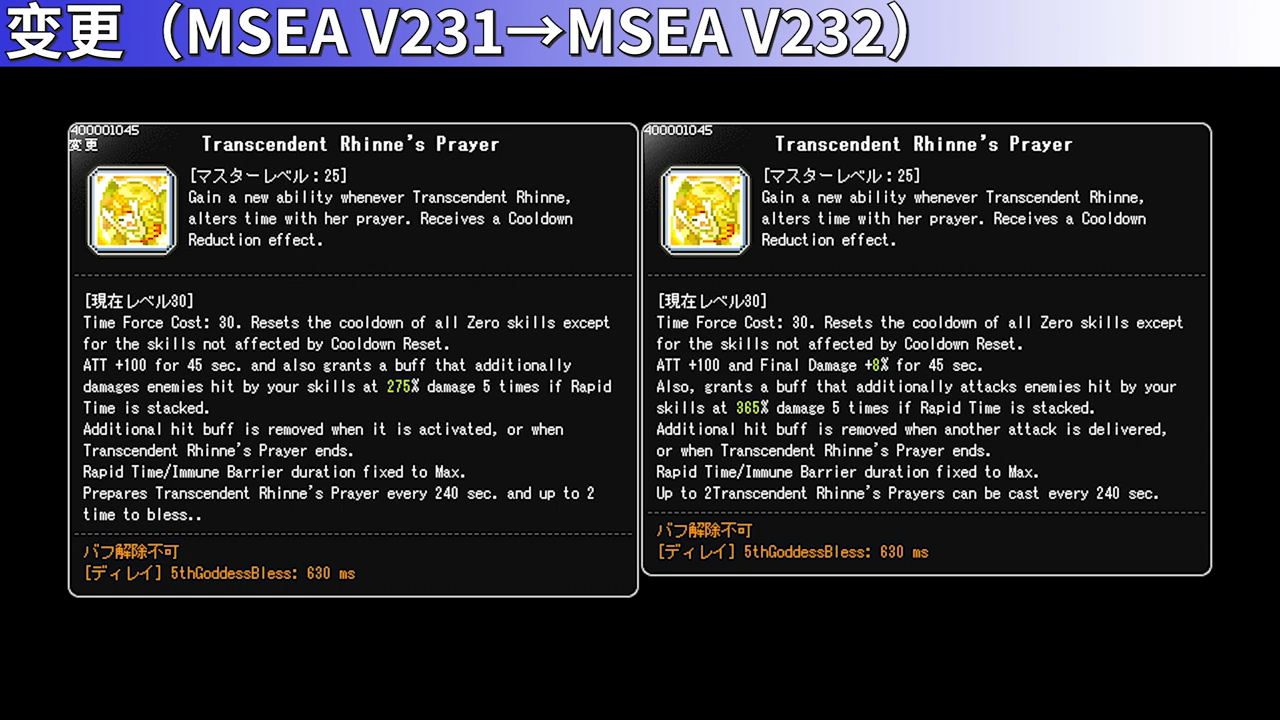 变更（MSEA V231→MSEA V232）
400001045
変更
Transcendent Rhinne's Prayer
[マスターレベル：25]
Gain a new ability whenever Transcendent Rhinne,
alters time with her prayer. Receives a Cooldown
Reduction effect.
[現在レベル30]
Time Force Cost: 30. Resets the cooldown of all Zero skills except
for the skills not affected by Cooldown Reset.
ATT +100 for 45 sec. and also grants a buff that additionally
damages enemies hit by your skills at 275% damage 5 times if Rapid
Time is stacked.
Additional hit buff is removed when it is activated, or when
Transcendent Rhinne's Prayer ends.
Rapid Time/Immune Barrier duration fixed to Max.
Prepares Transcendent Rhinne's Prayer every 240 sec. and up to 2
time to bless..
バフ解除不可
[ディレイ] 5thGoddessBless: 630 ms
400001045
Transcendent Rhinne's Prayer
[マスターレベル：25]
Gain a new ability whenever Transcendent Rhinne,
alters time with her prayer. Receives a Cooldown
Reduction effect.
[現在レベル30]
Time Force Cost: 30. Resets the cooldown of all Zero skills except
for the skills not affected by Cooldown Reset.
ATT +100 and Final Damage +8% for 45 sec.
Also, grants a buff that additionally attacks enemies hit by your
skills at 365% damage 5 times if Rapid Time is stacked.
Additional hit buff is removed when another attack is delivered,
or when Transcendent Rhinne's Prayer ends.
Rapid Time/Immune Barrier duration fixed to Max.
Up to 2Transcendent Rhinne's Prayers can be cast every 240 sec.
バフ解除不可
[ディレイ] 5thGoddessBless: 630 ms